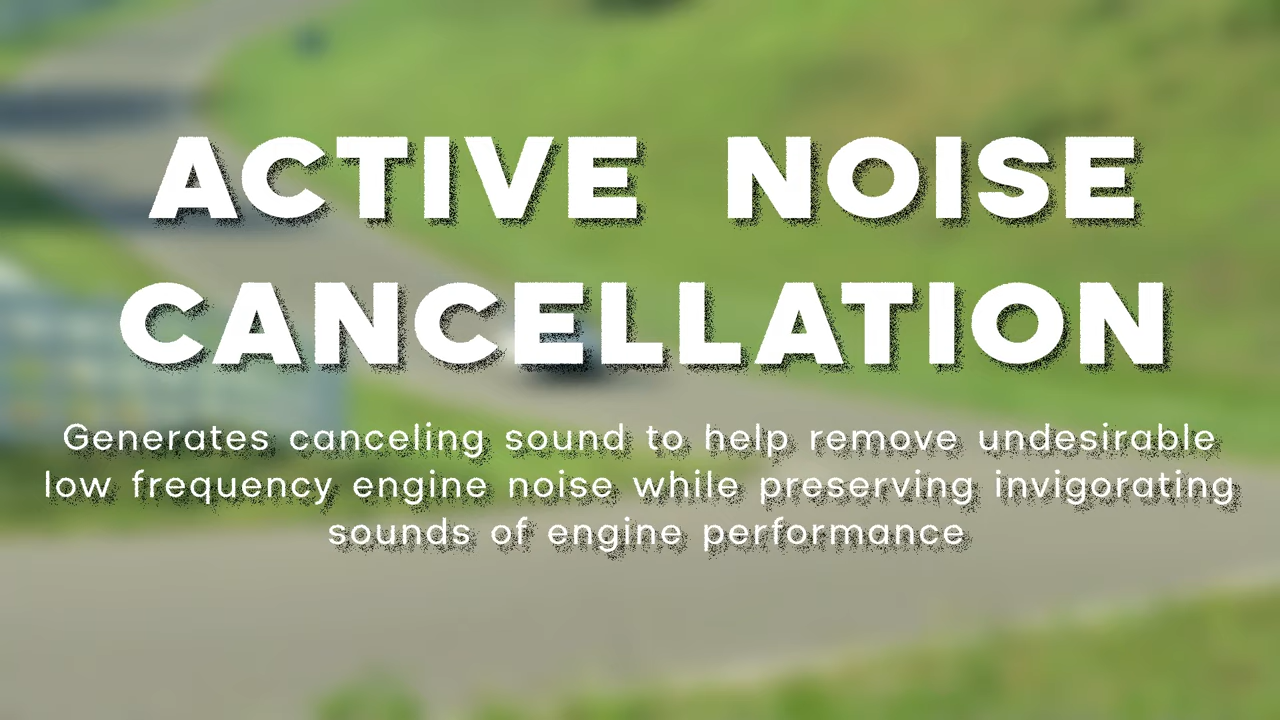 ACTIVE NOISE
CANCELLATION
Generates canceling sound to help remove undesirable
low frequency engine noise while preserving invigorating
sounds of engine performance